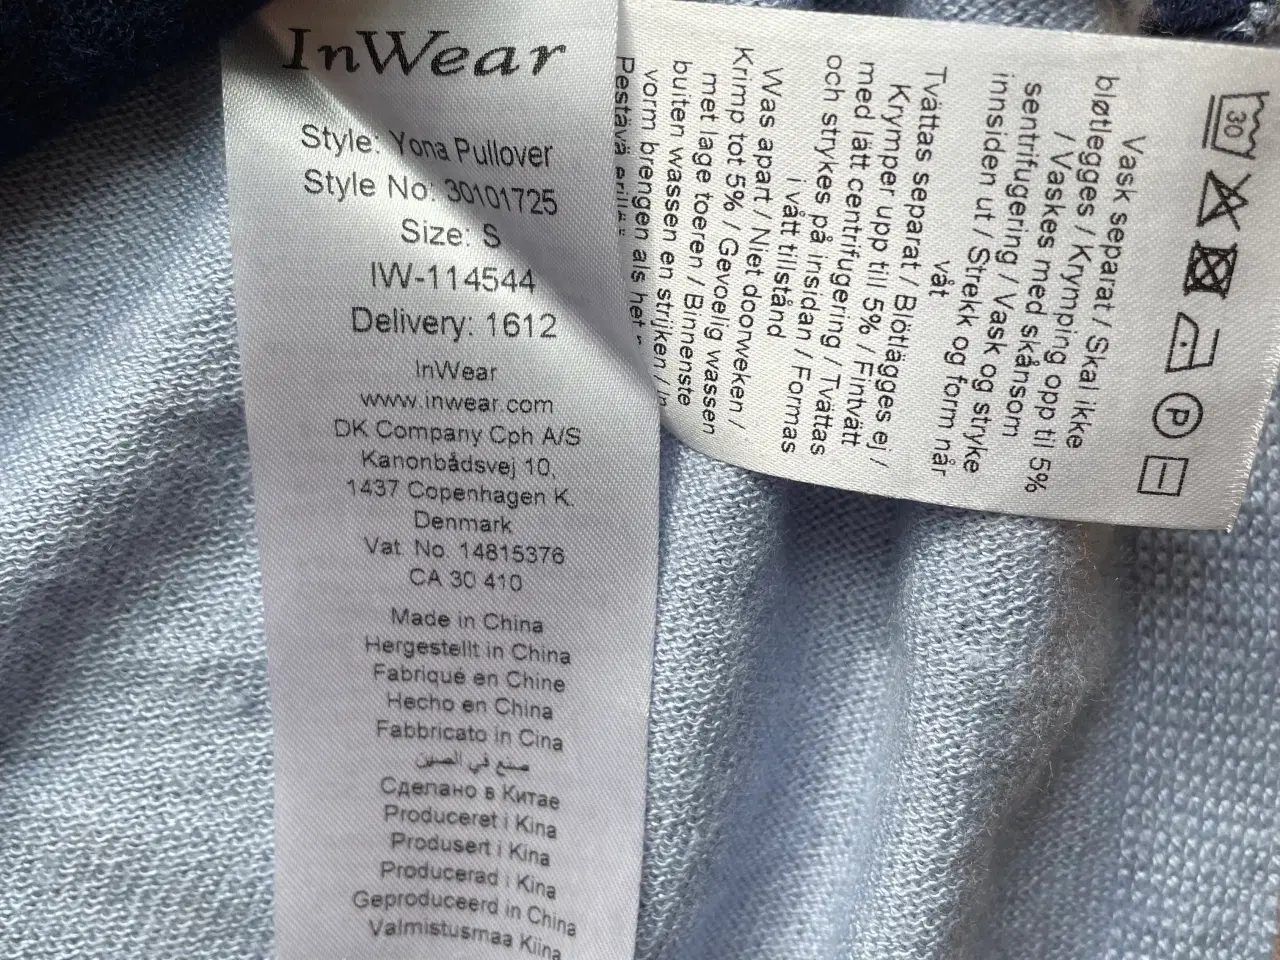 InWear
Style: Yona Pullover
Style No: 30101725
Size: S
IW-114544
Delivery: 1612
InWear
www.inwear.com
DK Company Cph A/S
Kanonbådsvej 10,
1437 Copenhagen K.
Denmark
Vat. No. 14815376
CA 30 410
Made in China
Hergestellt in China
Fabriqué en Chine
Hecho en China
Fabbricato in Cina
صنع في الصين
Сделано в Китае
Produceret i Kina
Produsert i Kina
Producerad i Kina
Geproduceerd in China
Valmistusmaa Kiina
30
P
Vask separat / Skal ikke
bløtlegges / Krymping opp til 5%
/ Vaskes med skånsom
sentrifugering / Vask og stryke
innsiden ut / Strekk og form når
våt
Tvättas separat / Blötlägges ej /
Krymper upp till 5% / Fintvätt
med lätt centrifugering / Tvättas
och strykes på insidan / Formas
i vått tillstånd
Was apart / Niet doorweken /
Krimp tot 5% / Gevoelig wassen
met lage toeren / Binnenste
buiten wassen en strijken / In
vorm brengen als het
Pestävä